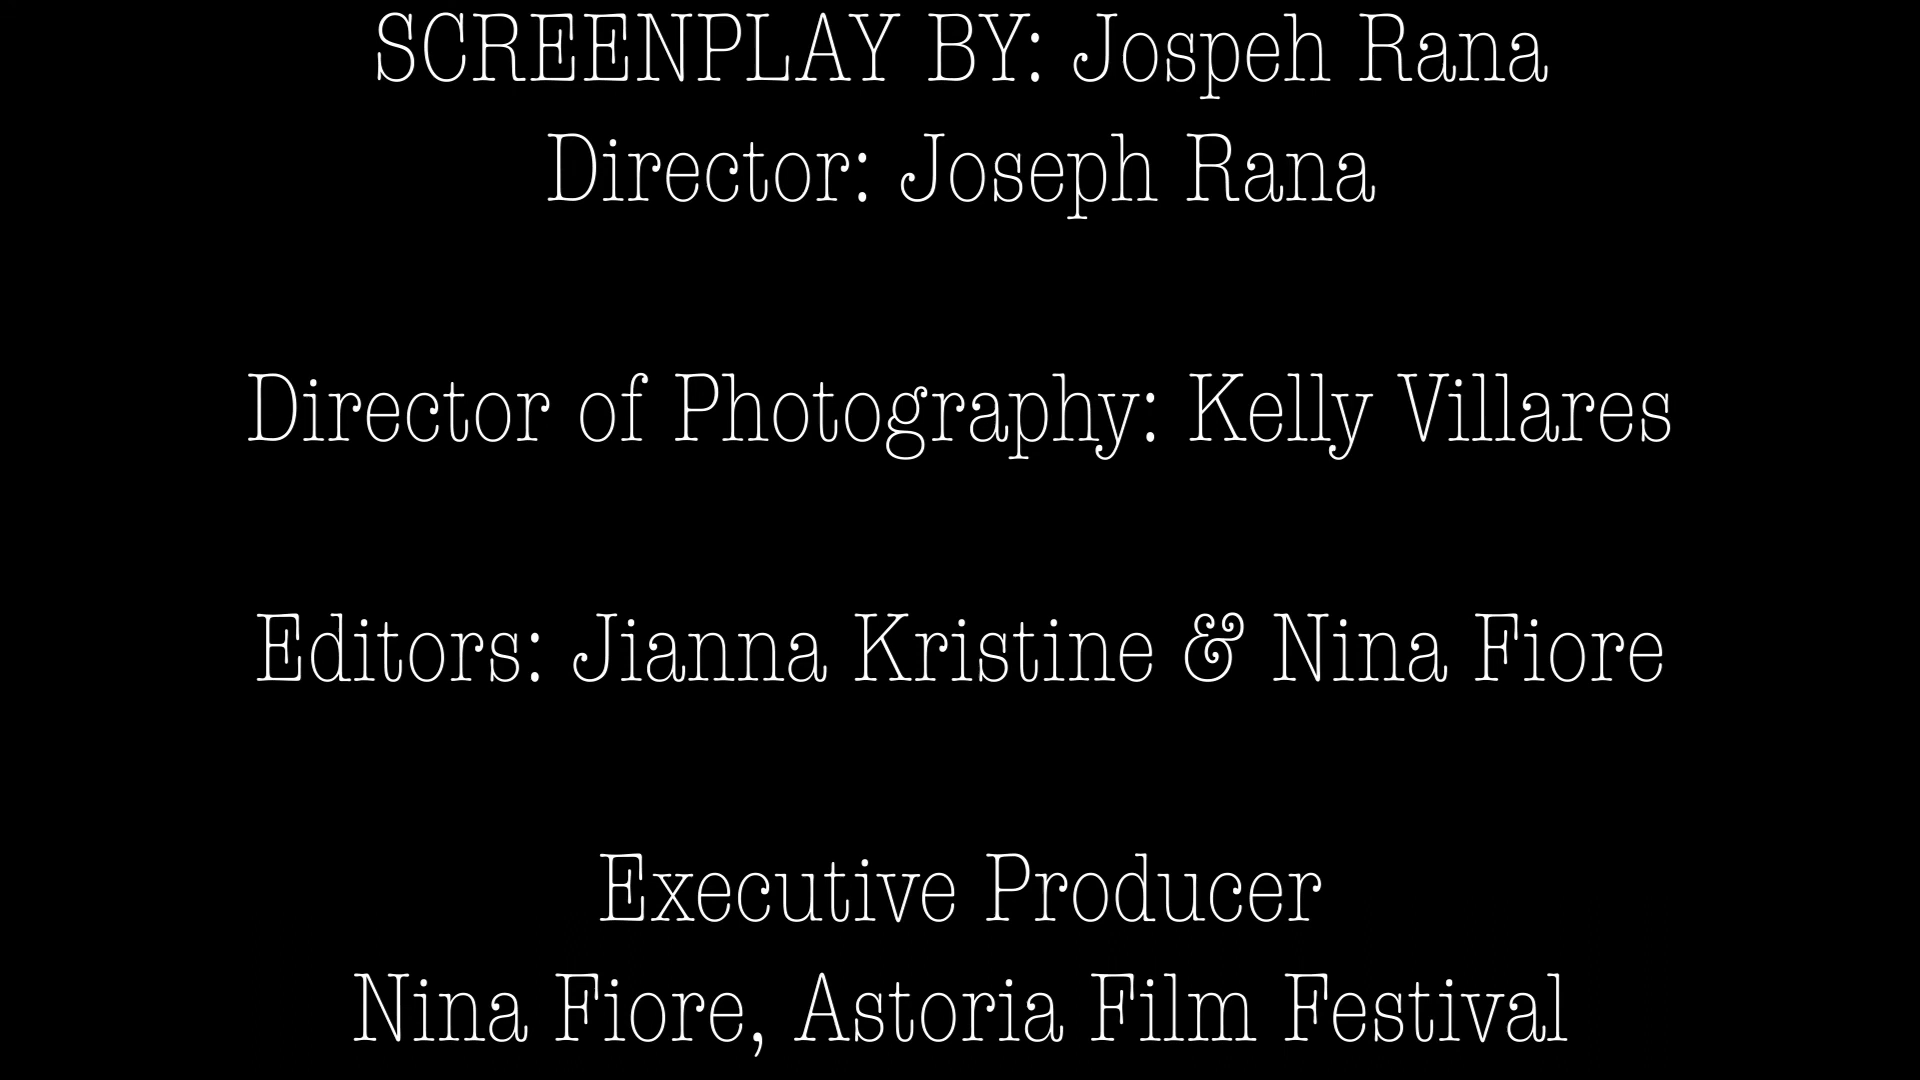 SCREENPLAY BY: Jospeh Rana
Director: Joseph Rana
Director of Photography: Kelly Villares
Editors: Jianna Kristine & Nina Fiore
Executive Producer
Nina Fiore, Astoria Film Festival